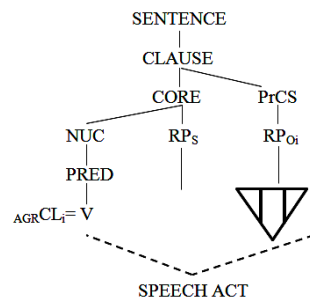 SENTENCE
CLAUSE
CORE PrCS
NUC RPS RPOi
PRED
AGRCLi= V
SPEECH ACT